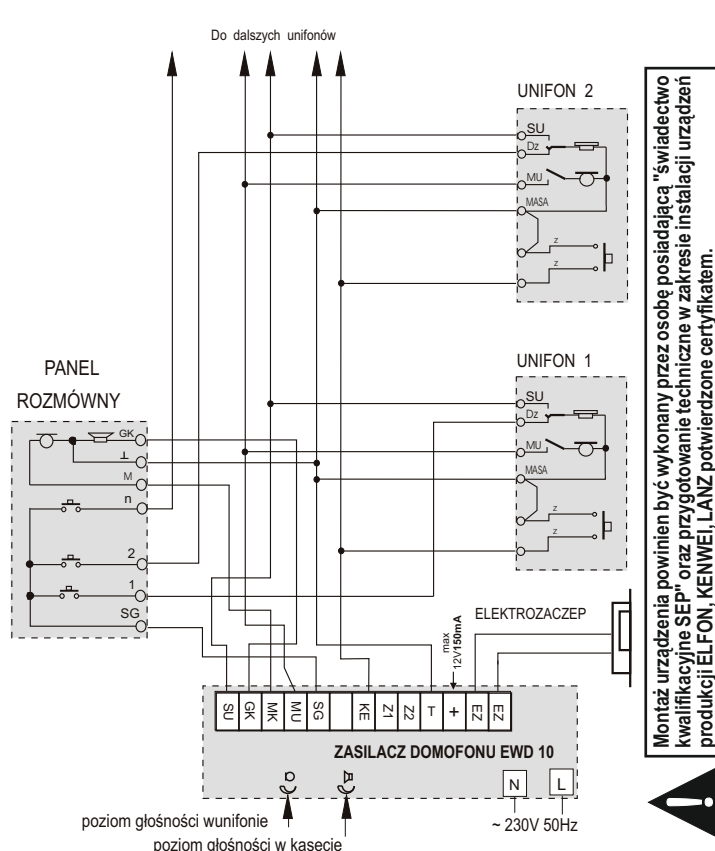 Do dalszych unifonów
UNIFON 2
SU
Dz
MU
MASA
z
z
UNIFON 1
SU
Dz
MU
MASA
z
z
PANEL
ROZMÓWNY
GK
⊥
M
n
2
1
SG
ELEKTROZACZEP
max
12V150mA
SU GK MK MU SG KE Z1 Z2 ⊥ + EZ EZ
ZASILACZ DOMOFONU EWD 10
N L
~ 230V 50Hz
poziom głośności wunifonie
poziom głośności w kasecie
Montaż urządzenia powinien być wykonany przez osobę posiadającą "świadectwo
kwalifikacyjne SEP" oraz przygotowanie techniczne w zakresie instalacji urządzeń
produkcji ELFON, KENWEI, LANZ potwierdzone certyfikatem.
!